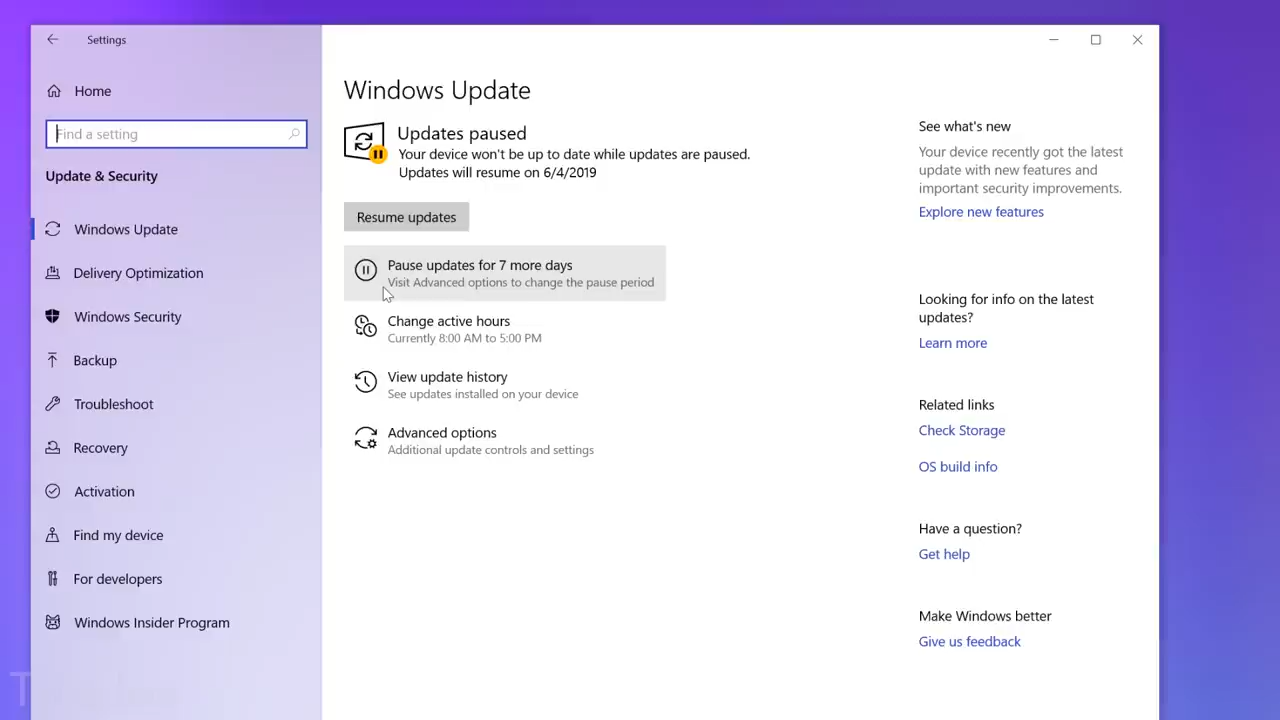 Settings
Home
Find a setting
Update & Security
Windows Update
Delivery Optimization
Windows Security
Backup
Troubleshoot
Recovery
Activation
Find my device
For developers
Windows Insider Program
Windows Update
Updates paused
Your device won't be up to date while updates are paused.
Updates will resume on 6/4/2019
Resume updates
Pause updates for 7 more days
Visit Advanced options to change the pause period
Change active hours
Currently 8:00 AM to 5:00 PM
View update history
See updates installed on your device
Advanced options
Additional update controls and settings
See what's new
Your device recently got the latest
update with new features and
important security improvements.
Explore new features
Looking for info on the latest
updates?
Learn more
Related links
Check Storage
OS build info
Have a question?
Get help
Make Windows better
Give us feedback